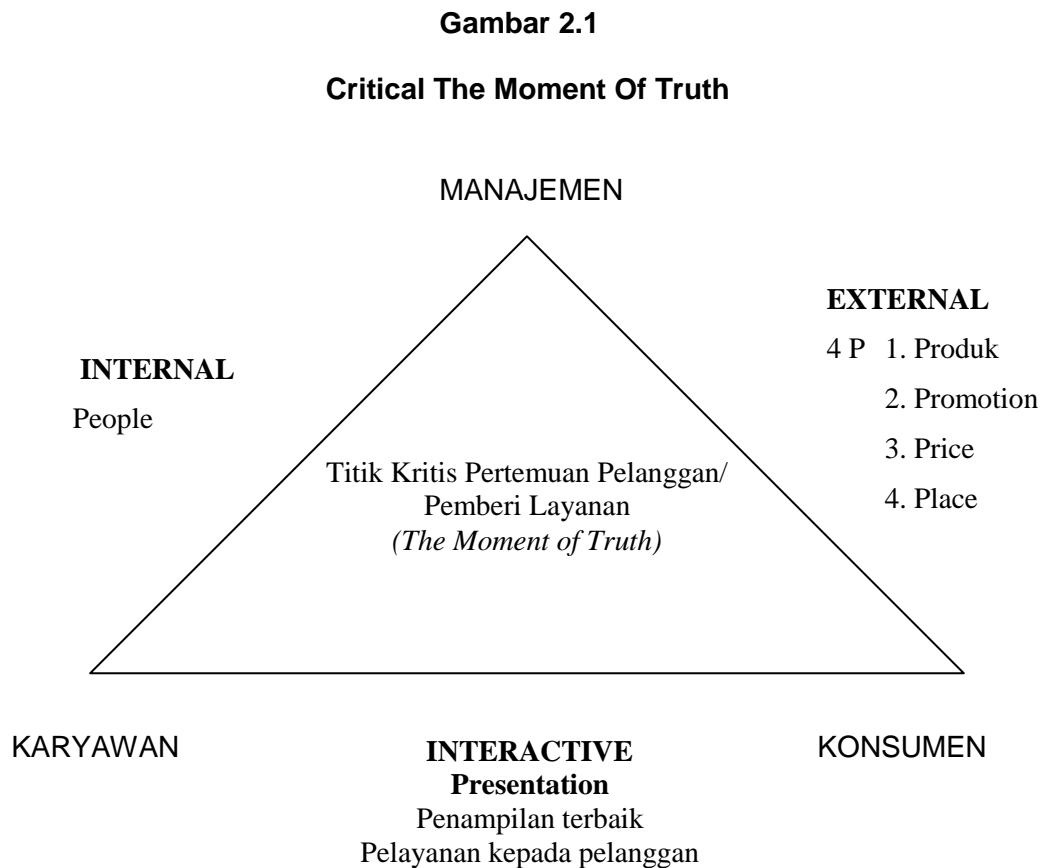 Gambar 2.1
Critical The Moment Of Truth
MANAJEMEN
INTERNAL
People
EXTERNAL
4 P 1. Produk
2. Promotion
3. Price
4. Place
Titik Kritis Pertemuan Pelanggan/
Pemberi Layanan
(The Moment of Truth)
KARYAWAN
INTERACTIVE
Presentation
Penampilan terbaik
Pelayanan kepada pelanggan
KONSUMEN